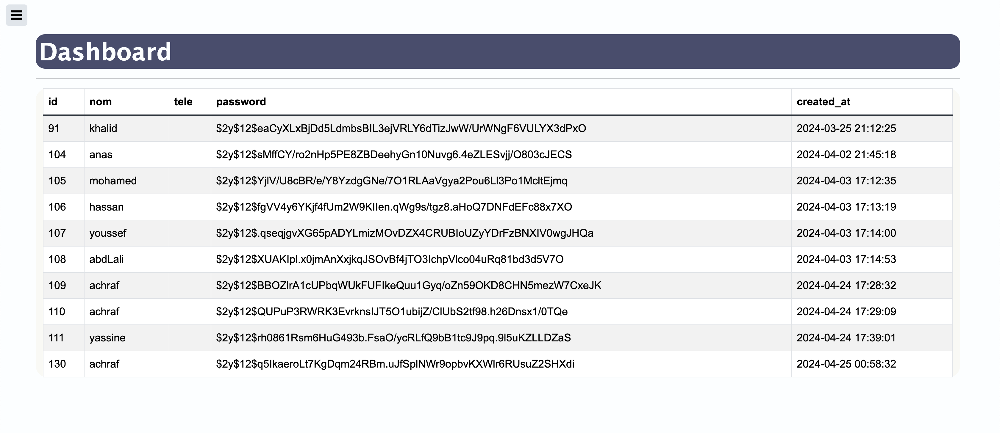 Dashboard
id nom tele password created_at
91 khalid $2y$12$eaCyXLxBjDd5LdmbsBIL3ejVRLY6dTizJwW/UrWNgF6VULYX3dPxO 2024-03-25 21:12:25
104 anas $2y$12$sMffCY/ro2nHp5PE8ZBDeehyGn10Nuvg6.4eZLESvjj/O803cJECS 2024-04-02 21:45:18
105 mohamed $2y$12$YjlV/U8cBR/e/Y8YzdgGNe/7O1RLAaVgya2Pou6Ll3Po1McltEjmq 2024-04-03 17:12:35
106 hassan $2y$12$fgVV4y6YKjf4fUm2W9KIIen.qWg9s/tgz8.aHoQ7DNFdEFc88x7XO 2024-04-03 17:13:19
107 youssef $2y$12$.qseqjgvXG65pADYLmizMOvDZX4CRUBIoUZyYDrFzBNXIV0wgJHQa 2024-04-03 17:14:00
108 abdLali $2y$12$XUAKIpl.x0jmAnXxjkqJSOvBf4jTO3IchpVlco04uRq81bd3d5V7O 2024-04-03 17:14:53
109 achraf $2y$12$BBOZlrA1cUPbqWUkFUFIkeQuu1Gyq/oZn59OKD8CHN5mezW7CxeJK 2024-04-24 17:28:32
110 achraf $2y$12$QUPuP3RWRK3EvrknsIJT5O1ubijZ/ClUbS2tf98.h26Dnsx1/0TQe 2024-04-24 17:29:09
111 yassine $2y$12$rh0861Rsm6HuG493b.FsaO/ycRLfQ9bB1tc9J9pq.9l5uKZLLDZaS 2024-04-24 17:39:01
130 achraf $2y$12$q5IkaeroLt7KgDqm24RBm.uJfSplNWr9opbvKXWlr6RUsuZ2SHXdi 2024-04-25 00:58:32